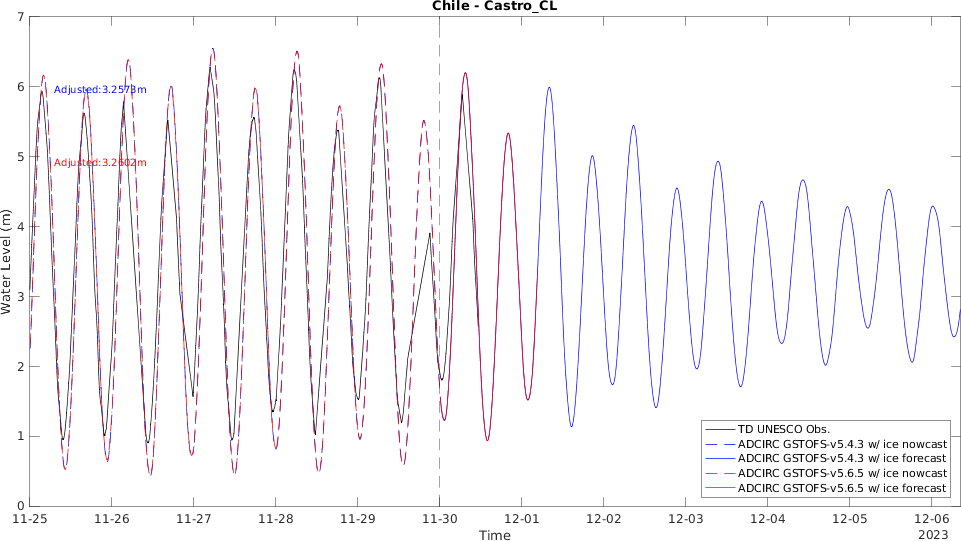 Chile - Castro_CL
7
6
5
4
3
2
1
0
Water Level (m)
Adjusted:3.2573m
Adjusted:3.2602m
TD UNESCO Obs.
ADCIRC GSTOFS-v5.4.3 w/ ice nowcast
ADCIRC GSTOFS-v5.4.3 w/ ice forecast
ADCIRC GSTOFS-v5.6.5 w/ ice nowcast
ADCIRC GSTOFS-v5.6.5 w/ ice forecast
11-25 11-26 11-27 11-28 11-29 11-30 12-01 12-02 12-03 12-04 12-05 12-06
Time
2023